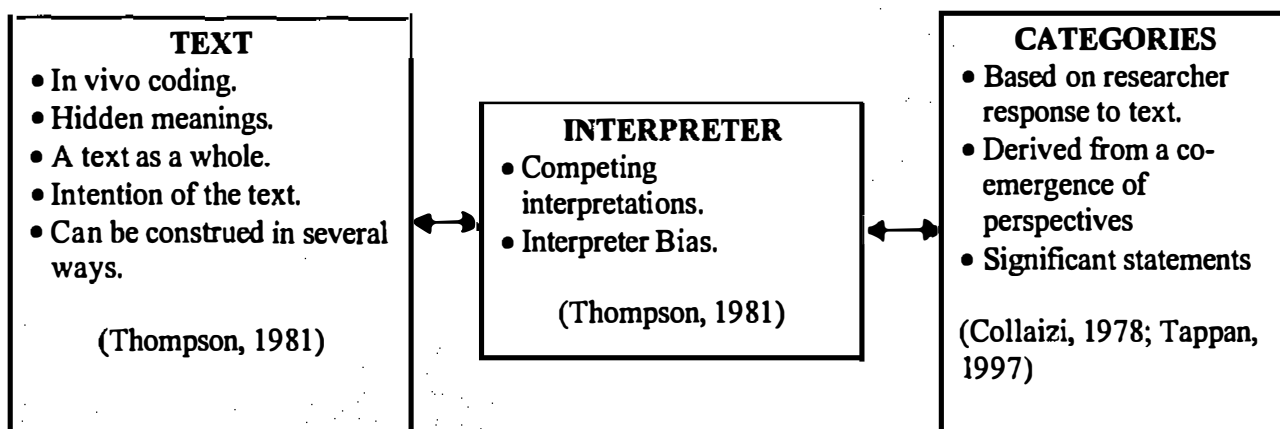 TEXT
• In vivo coding.
• Hidden meanings.
• A text as a whole.
• Intention of the text.
• Can be construed in several
ways.
(Thompson, 1981)
INTERPRETER
• Competing
interpretations.
• Interpreter Bias.
(Thompson, 1981)
CATEGORIES
• Based on researcher
response to text.
• Derived from a co-
emergence of
perspectives
• Significant statements
(Collaizi, 1978; Tappan,
1997)